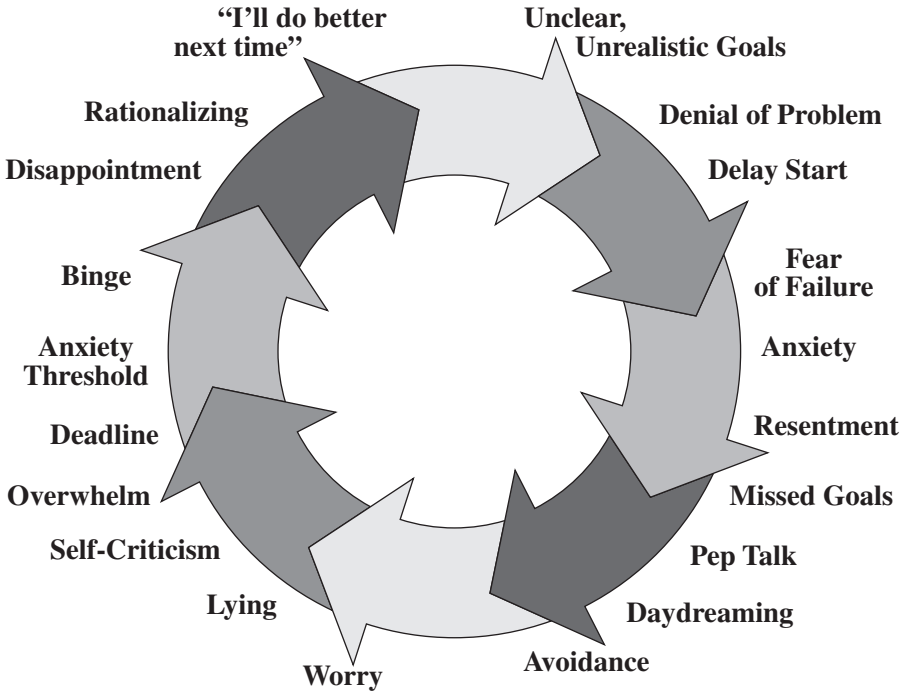 “I'll do better
next time”
Unclear,
Unrealistic Goals
Denial of Problem
Delay Start
Fear
of Failure
Anxiety
Resentment
Missed Goals
Pep Talk
Daydreaming
Avoidance
Worry
Lying
Self-Criticism
Overwhelm
Deadline
Anxiety
Threshold
Binge
Disappointment
Rationalizing